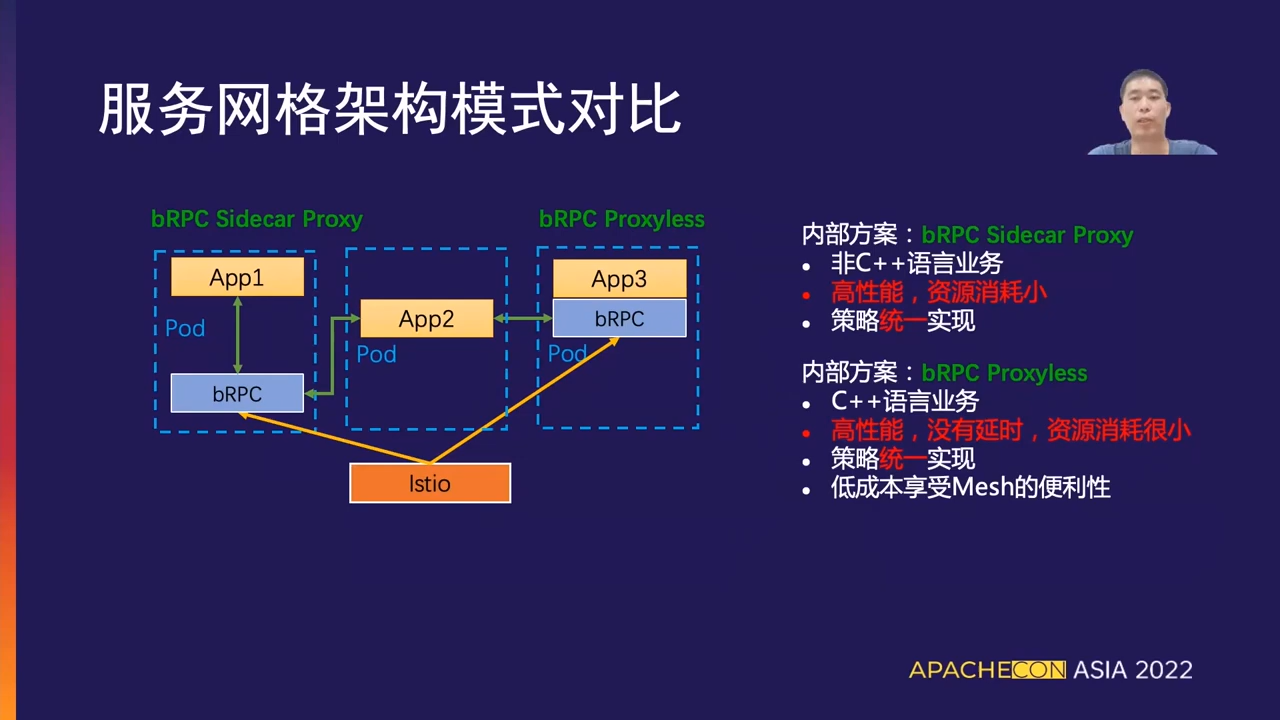 服务网格架构模式对比
bRPC Sidecar Proxy
bRPC Proxyless
App1
Pod
bRPC
App2
Pod
App3
bRPC
Pod
Istio
内部方案：bRPC Sidecar Proxy
• 非C++语言业务
• 高性能，资源消耗小
• 策略统一实现
内部方案：bRPC Proxyless
• C++语言业务
• 高性能，没有延时，资源消耗很小
• 策略统一实现
• 低成本享受Mesh的便利性
APACHECON ASIA 2022